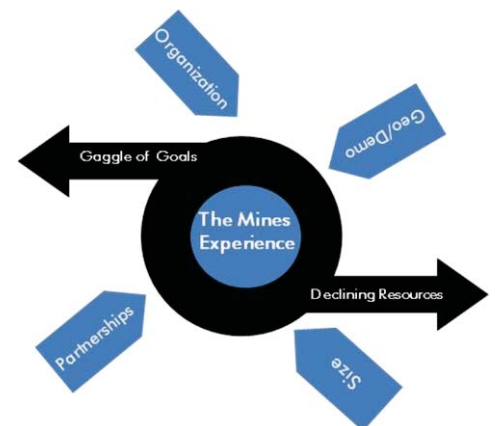 Organization
Geo/Demo
Gaggle of Goals
The Mines
Experience
Declining Resources
Partnerships
Size